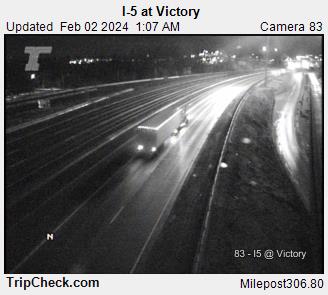 I-5 at Victory
Updated Feb 02 2024 1:07 AM Camera 83
T
N
83 - I5 @ Victory
TripCheck.com Milepost306.80